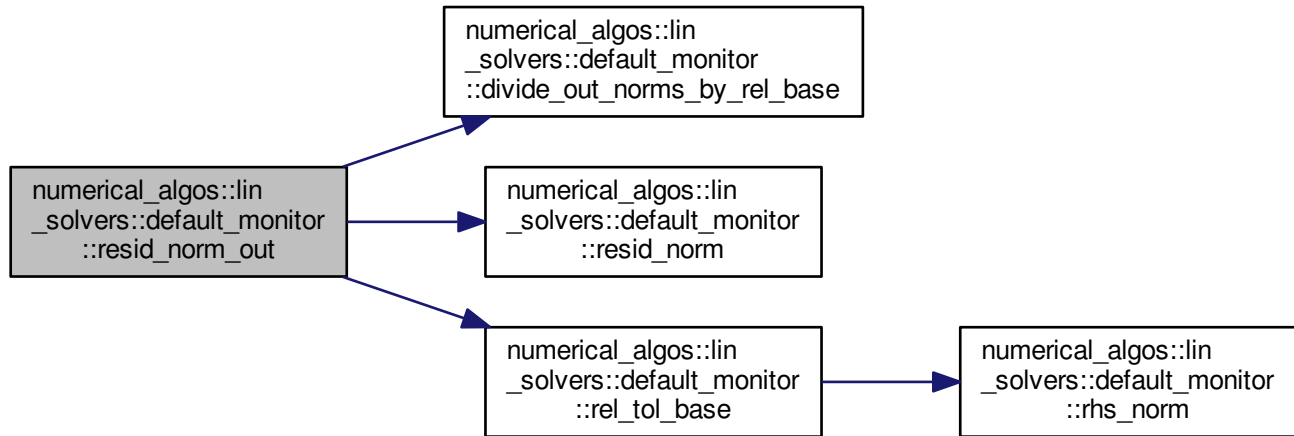 numerical_algos::lin
_solvers::default_monitor
::divide_out_norms_by_rel_base
numerical_algos::lin
_solvers::default_monitor
::resid_norm_out
numerical_algos::lin
_solvers::default_monitor
::resid_norm
numerical_algos::lin
_solvers::default_monitor
::rel_tol_base
numerical_algos::lin
_solvers::default_monitor
::rhs_norm